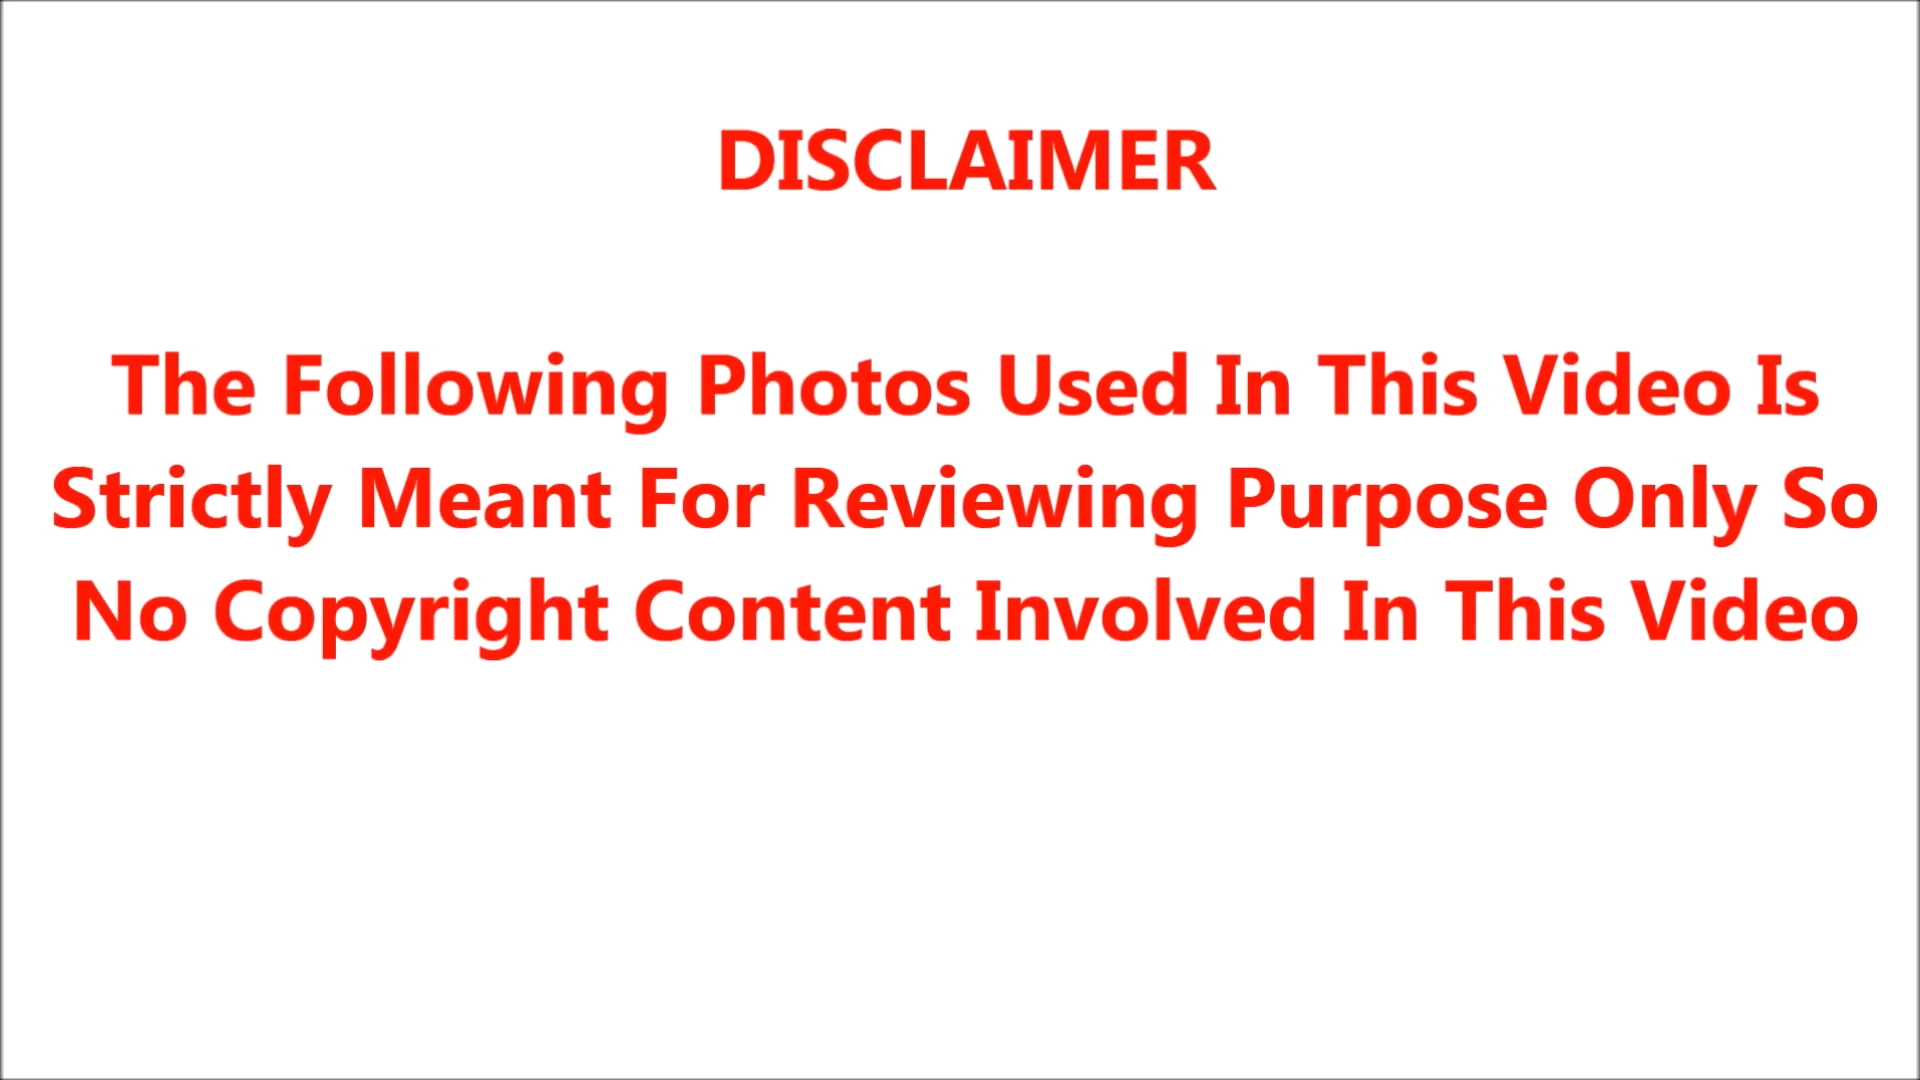 DISCLAIMER
The Following Photos Used In This Video Is
Strictly Meant For Reviewing Purpose Only So
No Copyright Content Involved In This Video